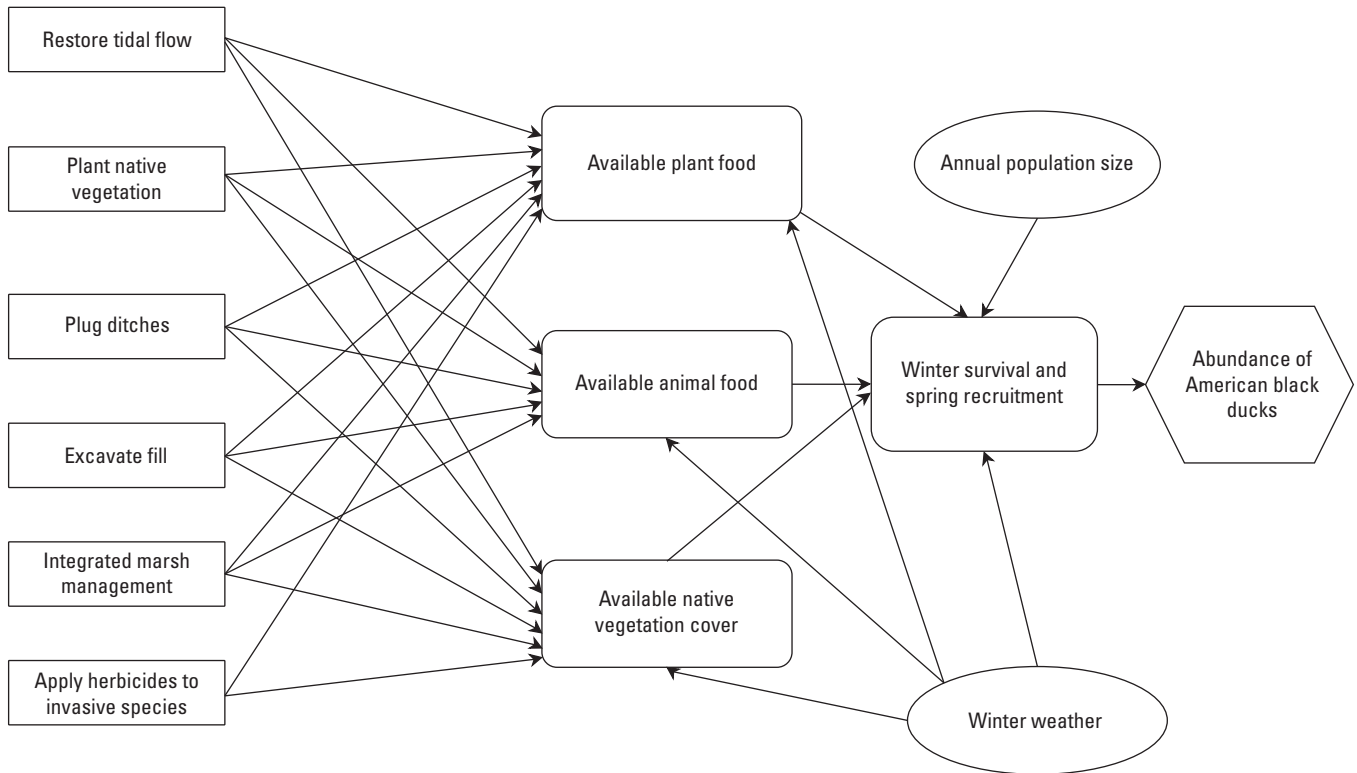 Restore tidal flow
Plant native
vegetation
Plug ditches
Excavate fill
Integrated marsh
management
Apply herbicides to
invasive species
Available plant food
Available animal food
Available native
vegetation cover
Annual population size
Winter survival and
spring recruitment
Winter weather
Abundance of
American black
ducks